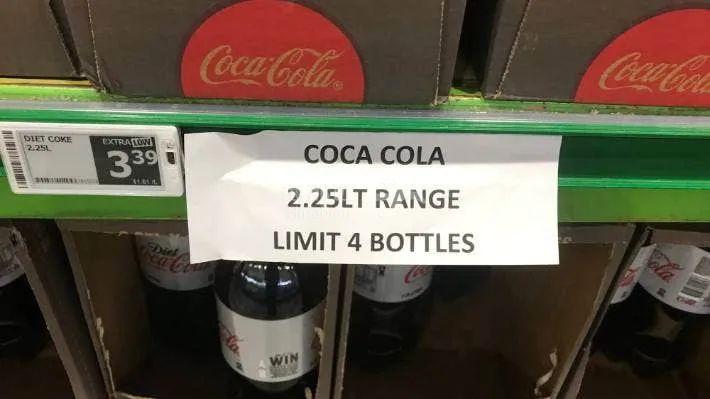 Coca-Cola
Coca-Cola
DIET COKE
2.25L
EXTRA LOW
3.39
COCA COLA
2.25LT RANGE
LIMIT 4 BOTTLES
Diet
Coca-Cola
WIN